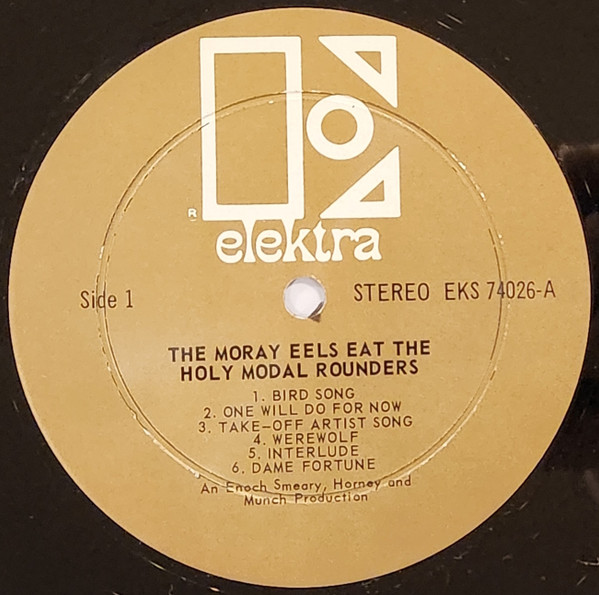 ®
elektra
Side 1
STEREO EKS 74026-A
THE MORAY EELS EAT THE
HOLY MODAL ROUNDERS
1. BIRD SONG
2. ONE WILL DO FOR NOW
3. TAKE-OFF ARTIST SONG
4. WEREWOLF
5. INTERLUDE
6. DAME FORTUNE
An Enoch Smeary, Horney and
Munch Production